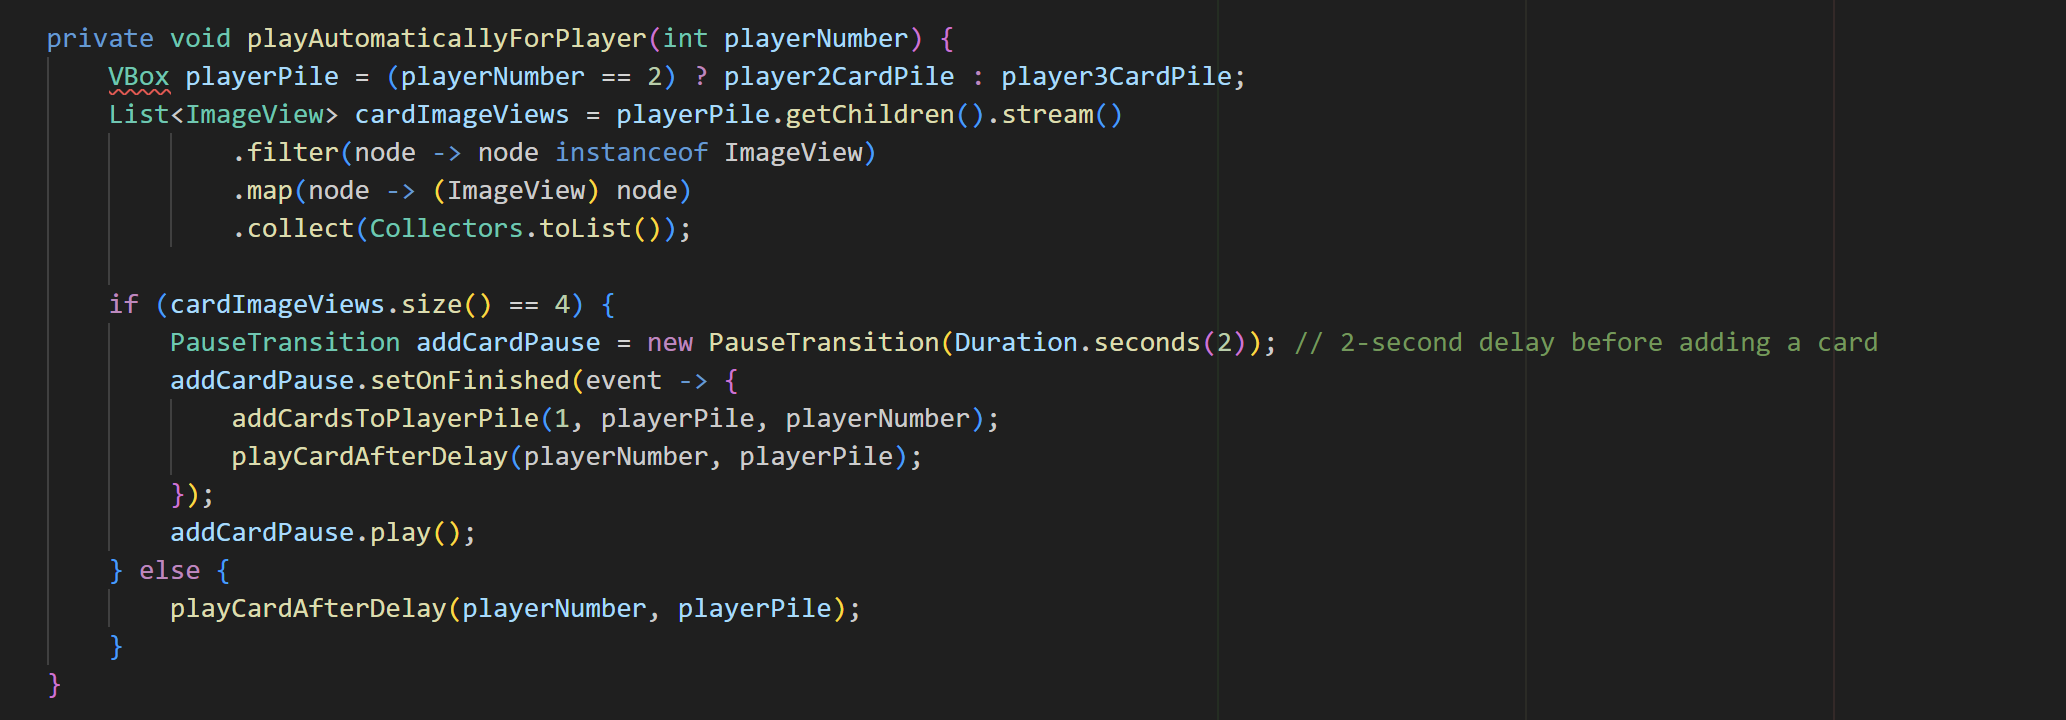 private void playAutomaticallyForPlayer(int playerNumber) {
    VBox playerPile = (playerNumber == 2) ? player2CardPile : player3CardPile;
    List<ImageView> cardImageViews = playerPile.getChildren().stream()
            .filter(node -> node instanceof ImageView)
            .map(node -> (ImageView) node)
            .collect(Collectors.toList());

    if (cardImageViews.size() == 4) {
        PauseTransition addCardPause = new PauseTransition(Duration.seconds(2)); // 2-second delay before adding a card
        addCardPause.setOnFinished(event -> {
            addCardsToPlayerPile(1, playerPile, playerNumber);
            playCardAfterDelay(playerNumber, playerPile);
        });
        addCardPause.play();
    } else {
        playCardAfterDelay(playerNumber, playerPile);
    }
}